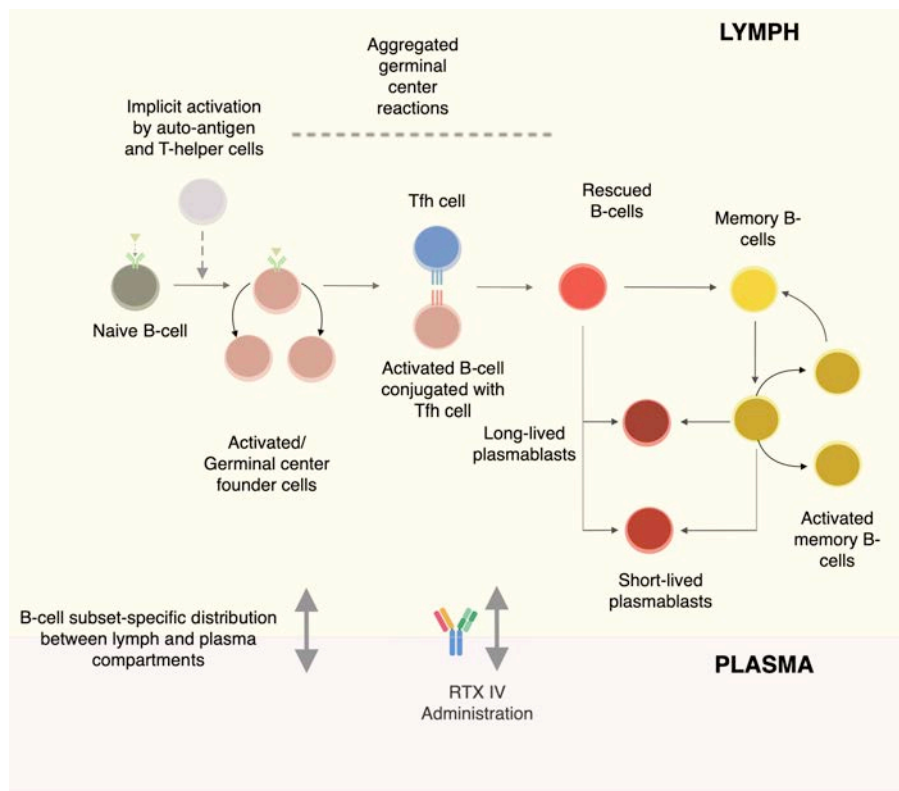 LYMPH
Aggregated
germinal
center
reactions
Implicit activation
by auto-antigen
and T-helper cells
Tfh cell
Rescued
B-cells
Memory B-
cells
Naive B-cell
Activated B-cell
conjugated with
Tfh cell
Activated/
Germinal center
founder cells
Long-lived
plasmablasts
Activated
memory B-
cells
Short-lived
plasmablasts
B-cell subset-specific distribution
between lymph and plasma
compartments
PLASMA
RTX IV
Administration